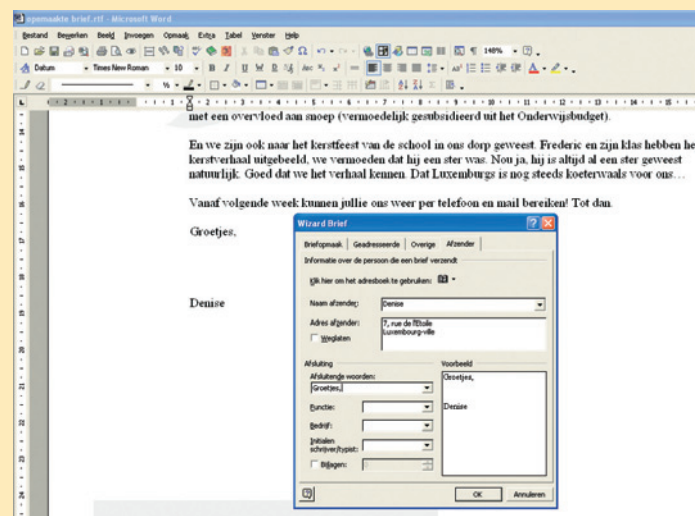 opemaakte brief.rtf - Microsoft Word
Bestand Bewerken Beeld Invoegen Opmaak Extra Tabel Venster Help
148%
Datum Times New Roman 10 B I U
½
met een overvloed aan snoep (vermoedelijk gesubsidieerd uit het Onderwijsbudget).
En we zijn ook naar het kerstfeest van de school in ons dorp geweest. Frederic en zijn klas hebben he
kerstverhaal uitgebeeld, we vermoeden dat hij een ster was. Nou ja, hij is altijd al een ster geweest
natuurlijk. Goed dat we het verhaal kennen. Dat Luxemburgs is nog steeds koeterwaals voor ons…
Vanaf volgende week kunnen jullie ons weer per telefoon en mail bereiken! Tot dan.
Groetjes,
Denise
Wizard Brief
Briefopmaak Geadresseerde Overige Afzender
Informatie over de persoon die een brief verzendt
Klik hier om het adresboek te gebruiken:
Naam afzender: Denise
Adres afzender: 7, rue de l'Etoile
Luxembourg-ville
Weglaten
Afsluiting
Afsluitende woorden:
Groetjes,
Functie:
Bedrijf:
Initialen
schrijver/typist:
Bijlagen: 0
Voorbeeld
Groetjes,
Denise
OK Annuleren